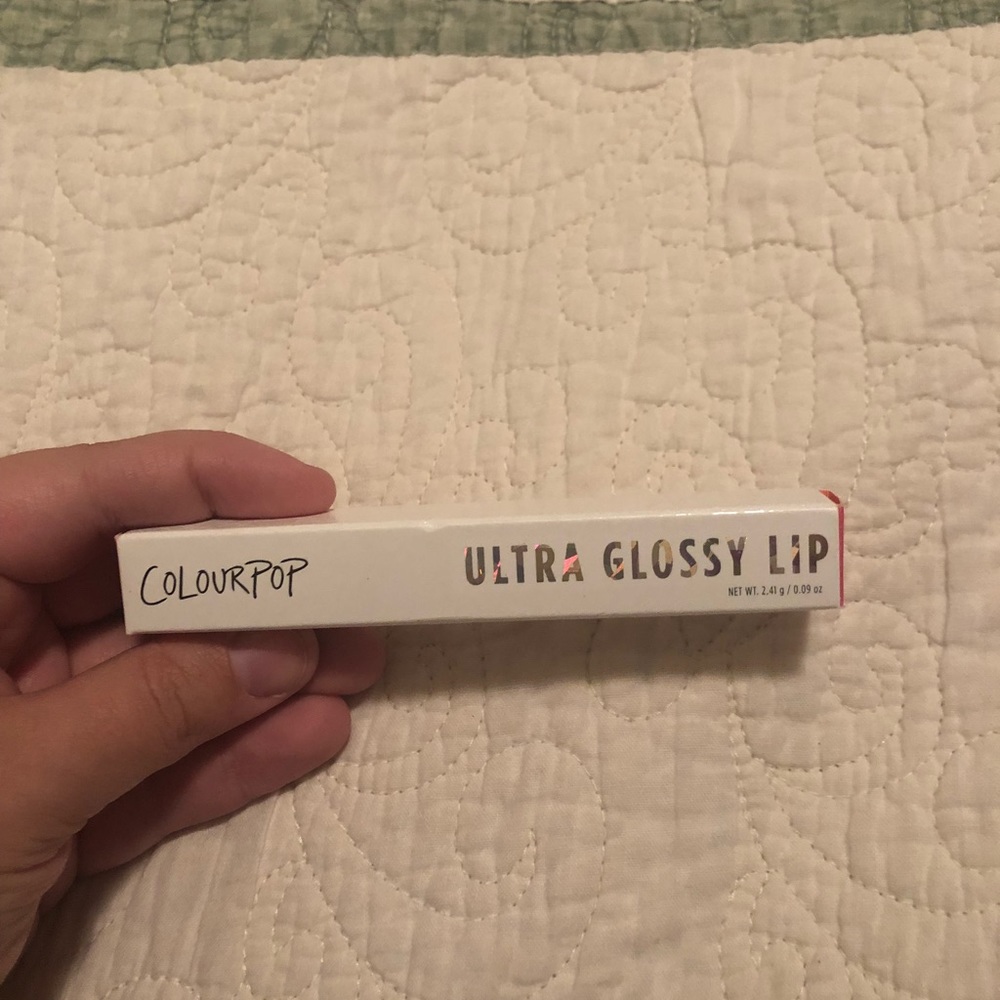 COLOURPOP
ULTRA GLOSSY LIP
NET WT. 2.41 g / 0.09 oz